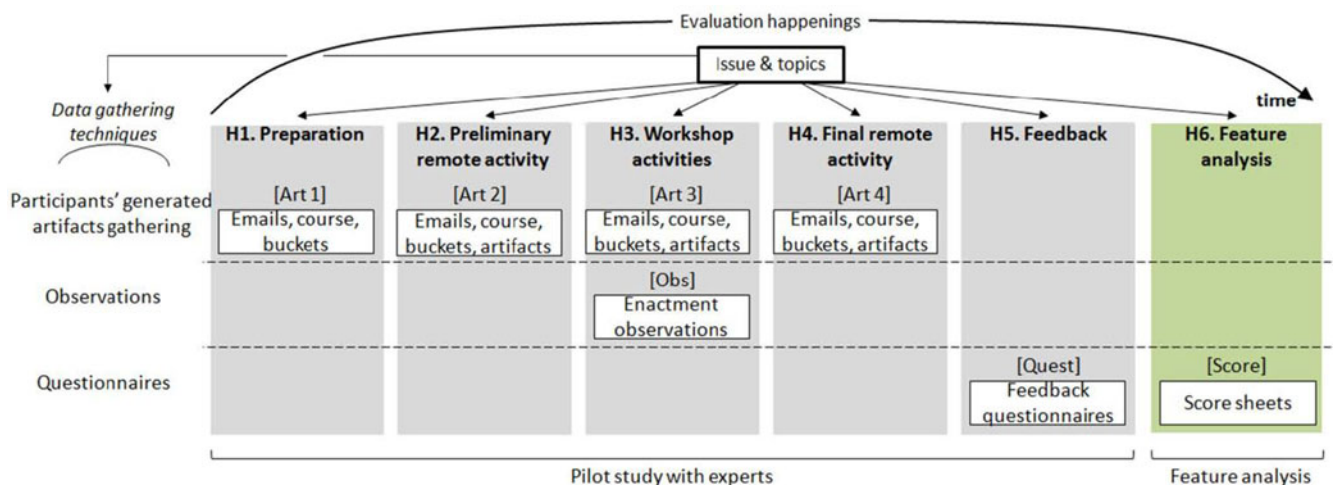 Evaluation happenings
Issue & topics
time
Data gathering
techniques
H1. Preparation
H2. Preliminary
remote activity
H3. Workshop
activities
H4. Final remote
activity
H5. Feedback
H6. Feature
analysis
Participants' generated
artifacts gathering
[Art 1]
Emails, course,
buckets
[Art 2]
Emails, course,
buckets, artifacts
[Art 3]
Emails, course,
buckets, artifacts
[Art 4]
Emails, course,
buckets, artifacts
Observations
[Obs]
Enactment
observations
Questionnaires
[Quest]
Feedback
questionnaires
[Score]
Score sheets
Pilot study with experts
Feature analysis